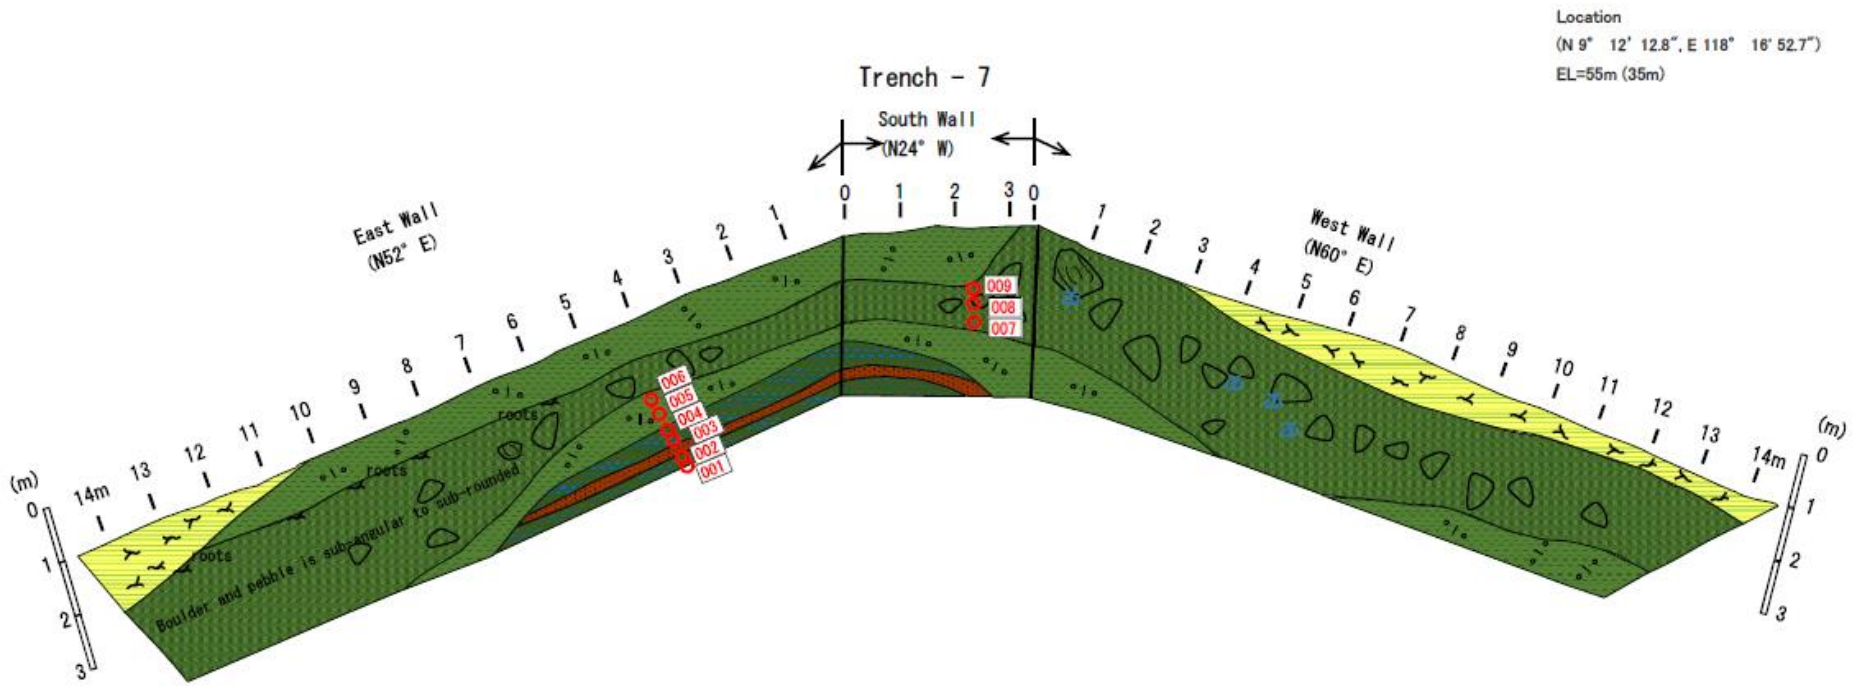 Location
(N 9° 12' 12.8", E 118° 16' 52.7")
EL=55m (35m)
Trench - 7
South Wall
(N24° W)
East Wall
(N52° E)
West Wall
(N60° E)
14m 13 12 11 10 9 8 7 6 5 4 3 2 1 0 1 2 3 0 1 2 3 4 5 6 7 8 9 10 11 12 13 14m
009
008
007
006
005
004
003
002
001
roots
roots
roots
Boulder and pebble is sub-angular to sub-rounded
(m)
0
1
2
3
(m)
0
1
2
3